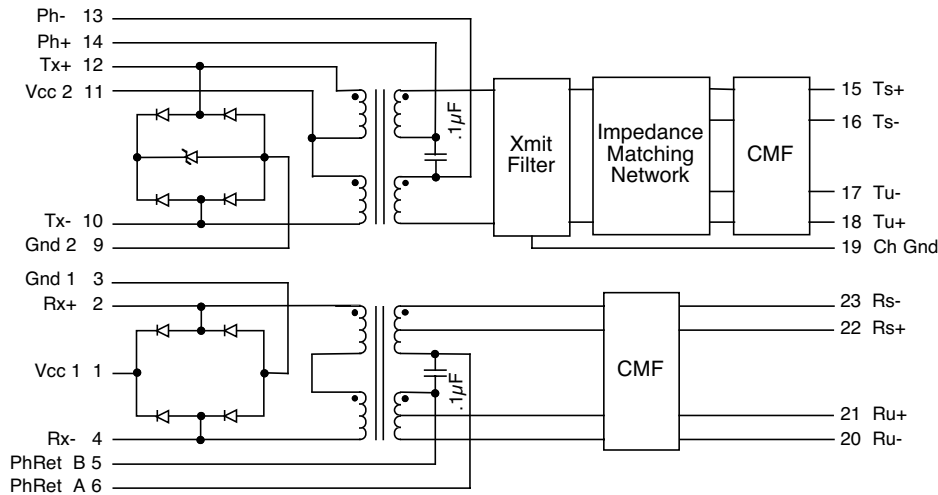 Ph- 13
Ph+ 14
Tx+ 12
Vcc 2 11
.1µF
Xmit
Filter
Impedance
Matching
Network
CMF
15 Ts+
16 Ts-
17 Tu-
18 Tu+
19 Ch Gnd
Tx- 10
Gnd 2 9
Gnd 1 3
Rx+ 2
Vcc 1 1
Rx- 4
PhRet B 5
PhRet A 6
.1µF
CMF
23 Rs-
22 Rs+
21 Ru+
20 Ru-